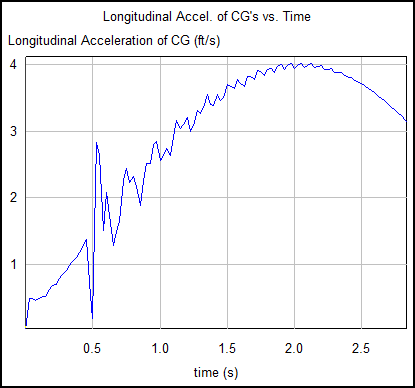 Longitudinal Accel. of CG's vs. Time
Longitudinal Acceleration of CG (ft/s)
4
3
2
1
0.5 1.0 1.5 2.0 2.5
time (s)